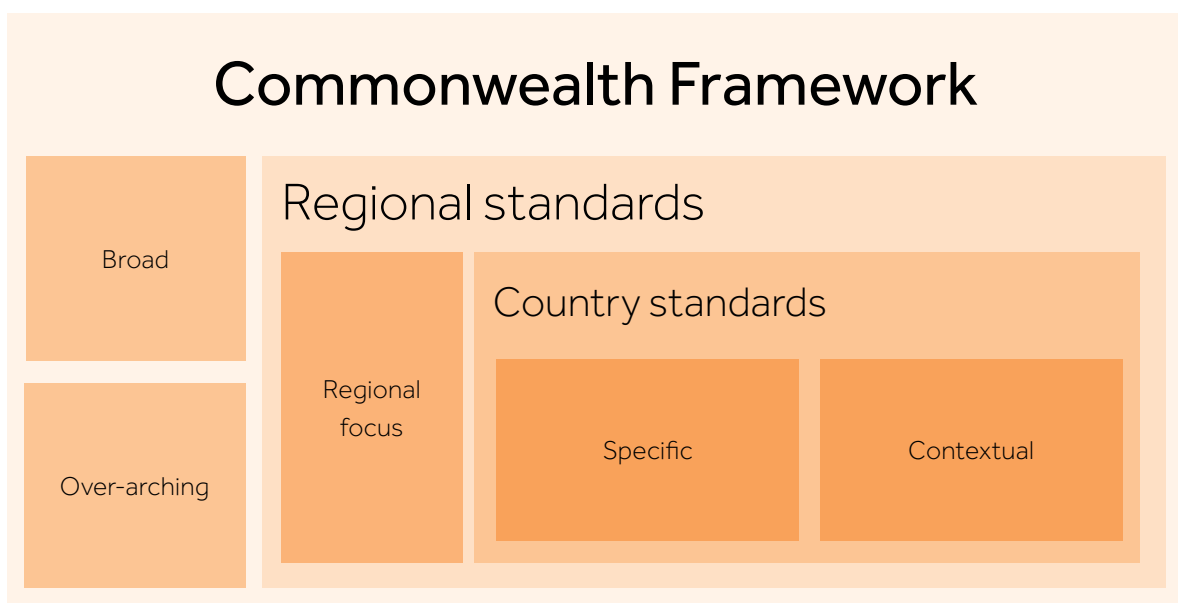 Commonwealth Framework
Broad
Over-arching
Regional standards
Regional
focus
Country standards
Specific
Contextual